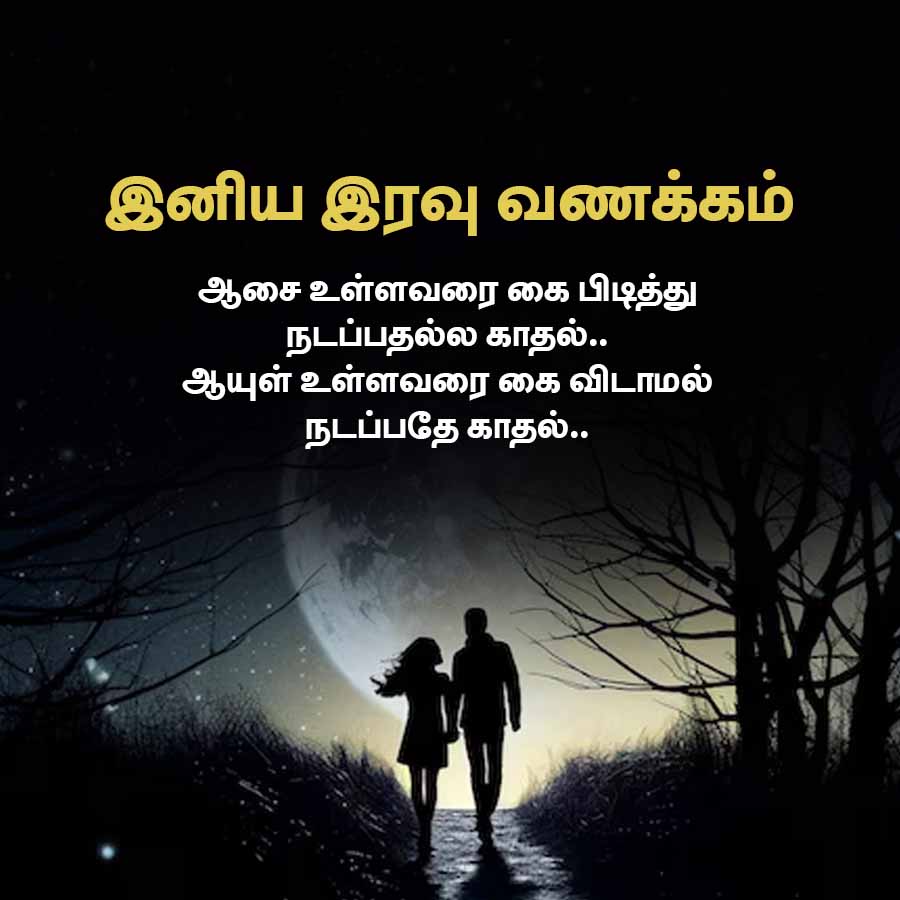 இனிய இரவு வணக்கம்
ஆசை உள்ளவரை கை பிடித்து
நடப்பதல்ல காதல்..
ஆயுள் உள்ளவரை கை விடாமல்
நடப்பதே காதல்..